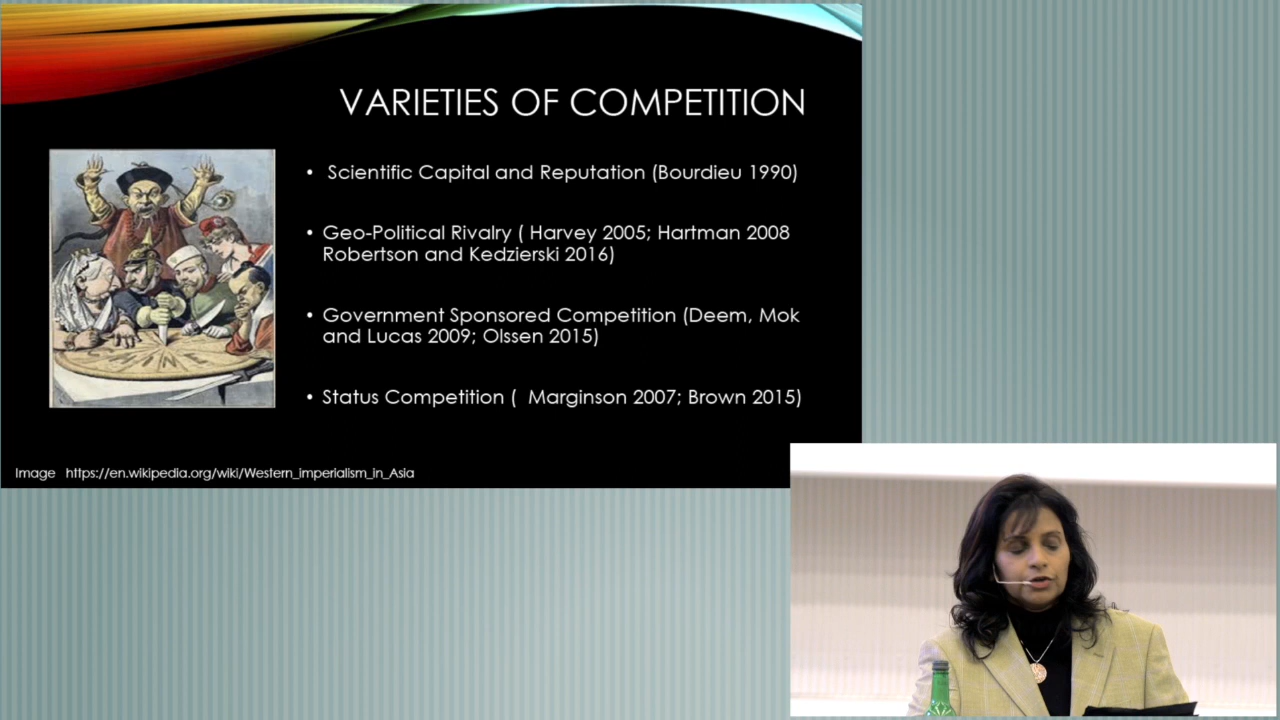 VARIETIES OF COMPETITION
• Scientific Capital and Reputation (Bourdieu 1990)
• Geo-Political Rivalry ( Harvey 2005; Hartman 2008
Robertson and Kedzierski 2016)
• Government Sponsored Competition (Deem, Mok
and Lucas 2009; Olssen 2015)
• Status Competition (  Marginson 2007; Brown 2015)
CHINE
Image   https://en.wikipedia.org/wiki/Western_imperialism_in_Asia